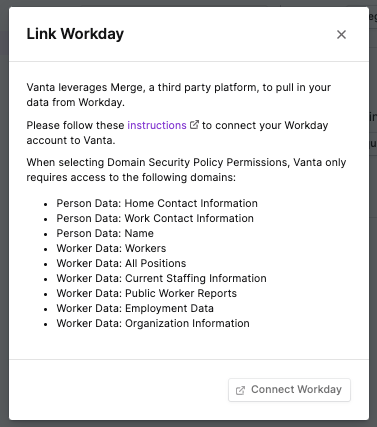 Link Workday
Vanta leverages Merge, a third party platform, to pull in your
data from Workday.
Please follow these instructions to connect your Workday
account to Vanta.
When selecting Domain Security Policy Permissions, Vanta only
requires access to the following domains:
• Person Data: Home Contact Information
• Person Data: Work Contact Information
• Person Data: Name
• Worker Data: Workers
• Worker Data: All Positions
• Worker Data: Current Staffing Information
• Worker Data: Public Worker Reports
• Worker Data: Employment Data
• Worker Data: Organization Information
Connect Workday